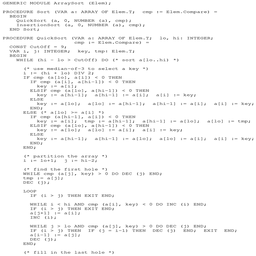 GENERIC MODULE ArraySort (Elem);
PROCEDURE Sort (VAR a: ARRAY OF Elem.T; cmp := Elem.Compare) =
BEGIN
QuickSort (a, 0, NUMBER (a), cmp);
InsertionSort (a, 0, NUMBER (a), cmp);
END Sort;
PROCEDURE QuickSort (VAR a: ARRAY OF Elem.T; lo, hi: INTEGER;
cmp := Elem.Compare) =
CONST CutOff = 9;
VAR i, j: INTEGER; key, tmp: Elem.T;
BEGIN
WHILE (hi - lo > CutOff) DO (* sort a[lo..hi) *)
(* use median-of-3 to select a key *)
i := (hi + lo) DIV 2;
IF cmp (a[lo], a[i]) < 0 THEN
IF cmp (a[i], a[hi-1]) < 0 THEN
key := a[i];
ELSIF cmp (a[lo], a[hi-1]) < 0 THEN
key := a[hi-1]; a[hi-1] := a[i]; a[i] := key;
ELSE
key := a[lo]; a[lo] := a[hi-1]; a[hi-1] := a[i]; a[i] := key;
END;
ELSE (* a[lo] >= a[i] *)
IF cmp (a[hi-1], a[i]) < 0 THEN
key := a[i]; tmp := a[hi-1]; a[hi-1] := a[lo]; a[lo] := tmp;
ELSIF cmp (a[lo], a[hi-1]) < 0 THEN
key := a[lo]; a[lo] := a[i]; a[i] := key;
ELSE
key := a[hi-1]; a[hi-1] := a[lo]; a[lo] := a[i]; a[i] := key;
END;
END;
(* partition the array *)
i := lo+1; j := hi-2;
(* find the first hole *)
WHILE cmp (a[j], key) > 0 DO DEC (j) END;
tmp := a[j];
DEC (j);
LOOP
IF (i > j) THEN EXIT END;
WHILE i < hi AND cmp (a[i], key) < 0 DO INC (i) END;
IF (i > j) THEN EXIT END;
a[j+1] := a[i];
INC (i);
WHILE j > lo AND cmp (a[j], key) > 0 DO DEC (j) END;
IF (i > j) THEN IF (j = i-1) THEN DEC (j) END; EXIT END;
a[i-1] := a[j];
DEC (j);
END;
(* fill in the last hole *)